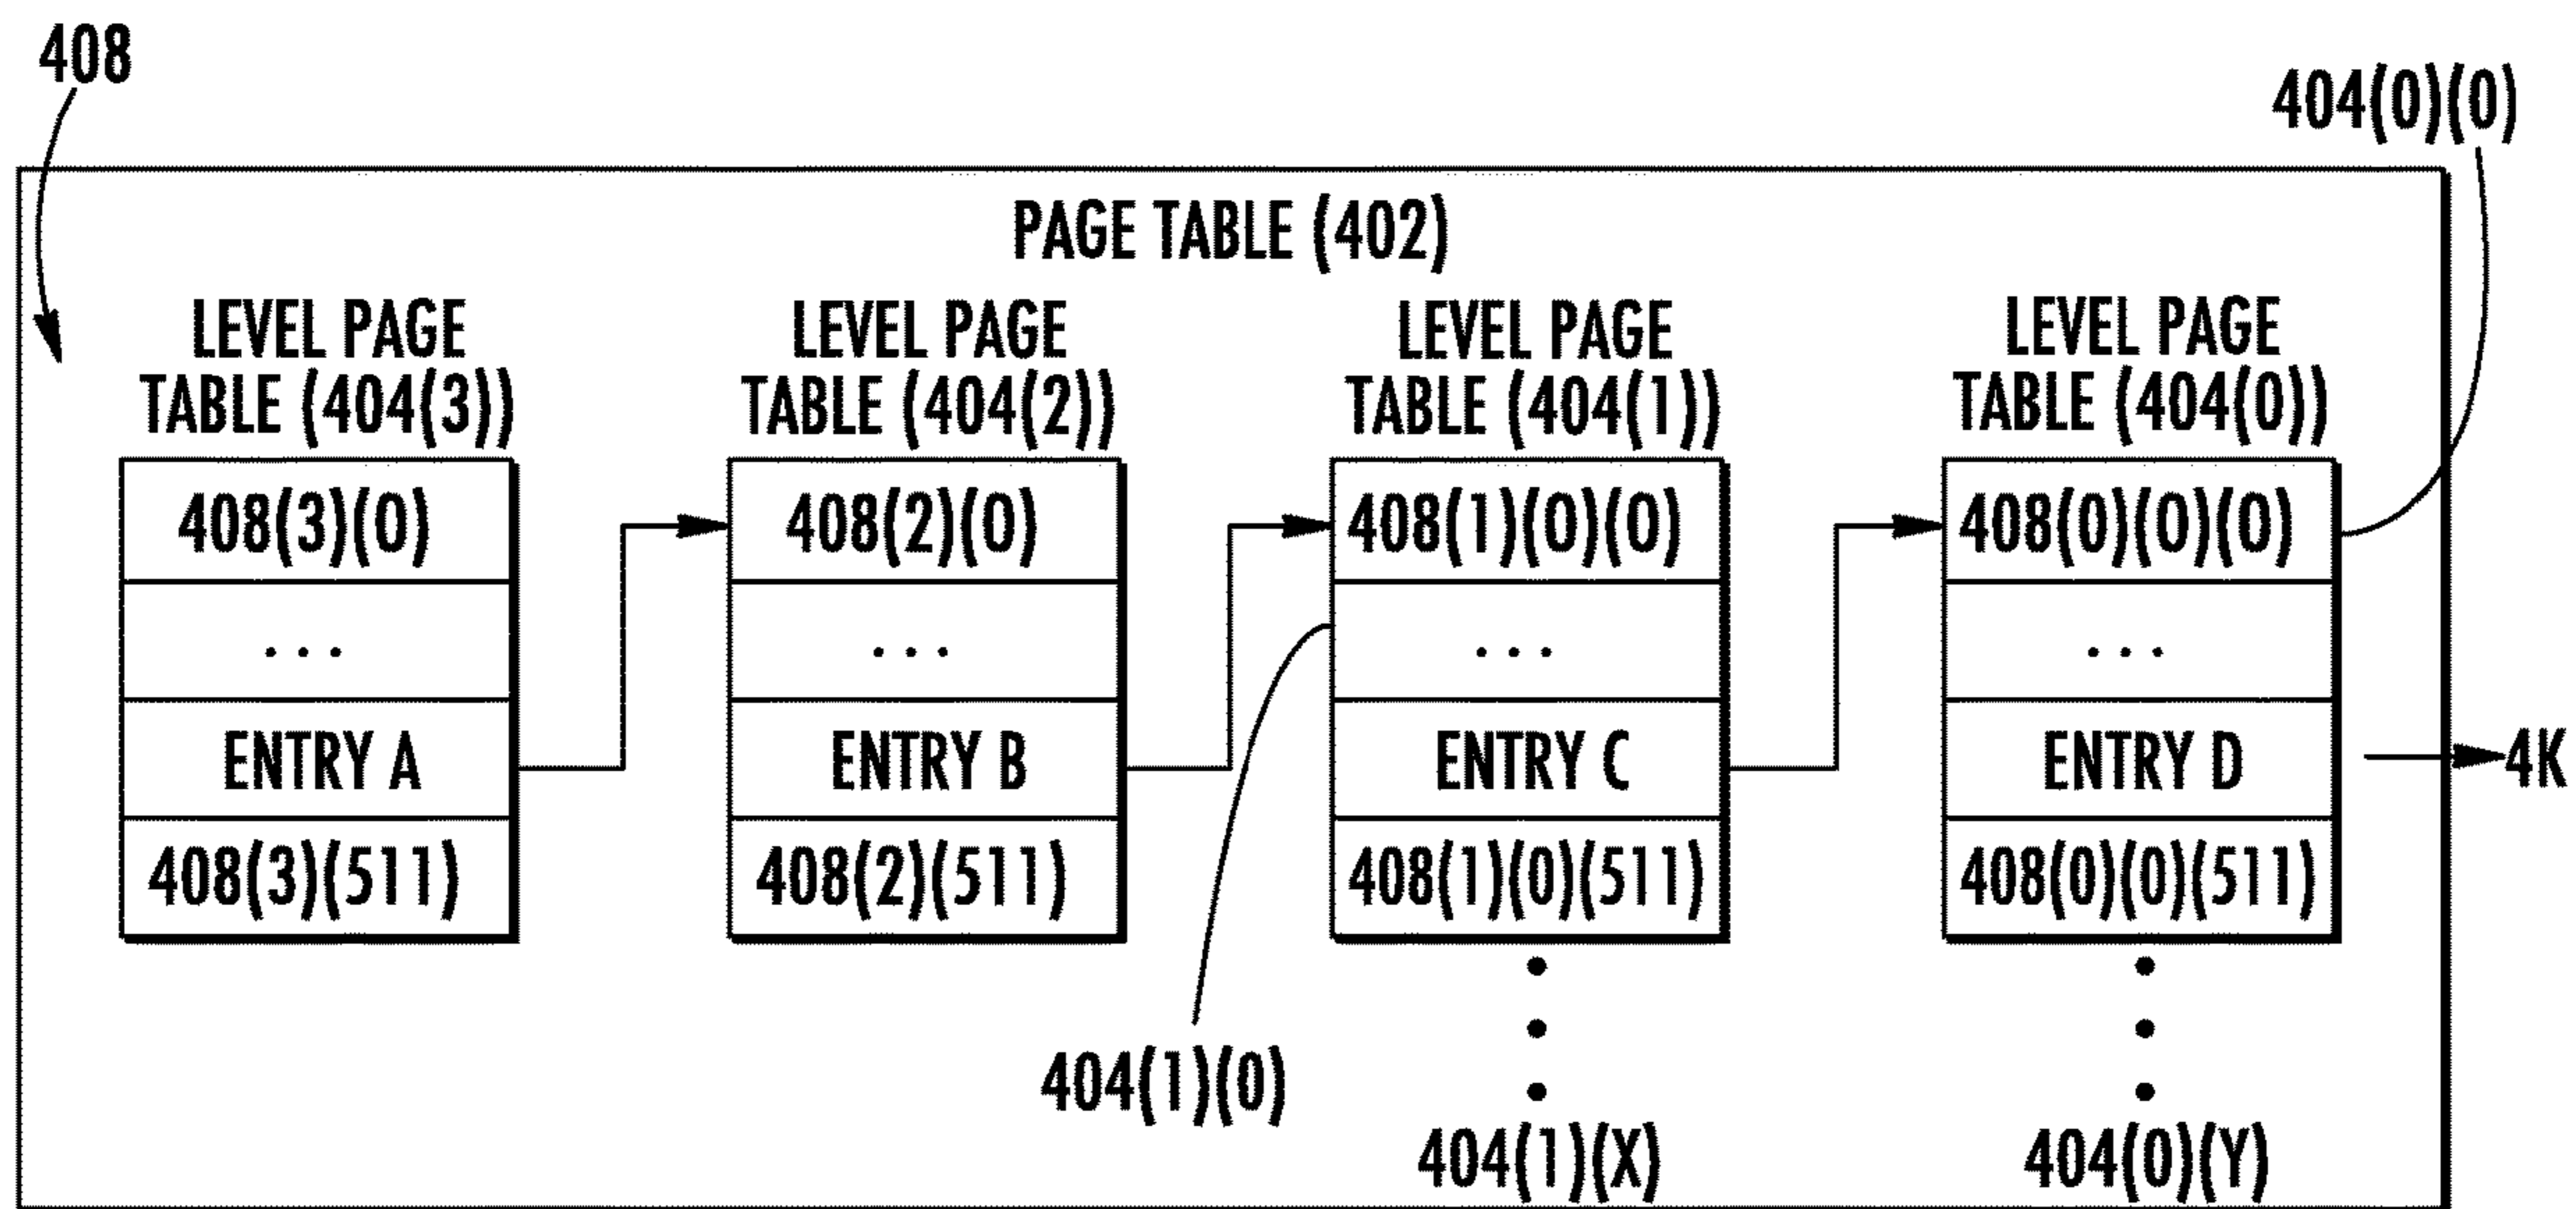 408
404(0)(0)
PAGE TABLE (402)
LEVEL PAGE
TABLE (404(3))
408(3)(0)
...
ENTRY A
408(3)(511)
LEVEL PAGE
TABLE (404(2))
408(2)(0)
...
ENTRY B
408(2)(511)
LEVEL PAGE
TABLE (404(1))
408(1)(0)(0)
...
ENTRY C
408(1)(0)(511)
404(1)(0)
404(1)(X)
LEVEL PAGE
TABLE (404(0))
408(0)(0)(0)
...
ENTRY D
408(0)(0)(511)
4K
404(0)(Y)